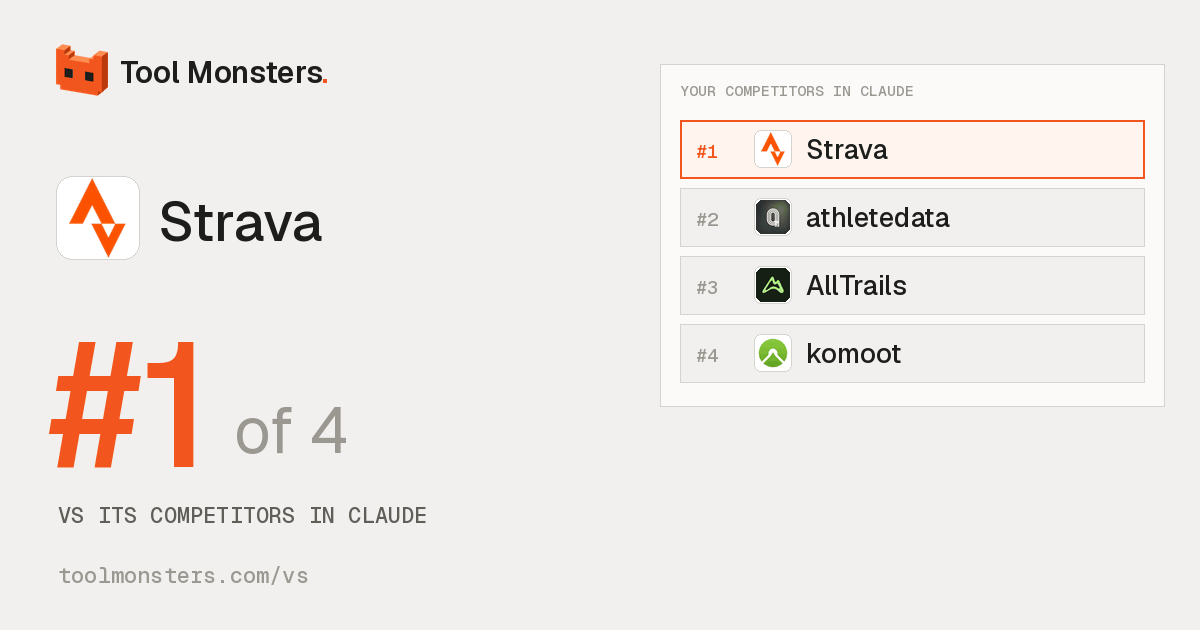 Tool Monsters.
Strava
#1 of 4
VS ITS COMPETITORS IN CLAUDE
toolmonsters.com/vs
YOUR COMPETITORS IN CLAUDE
#1 Strava
#2 athletedata
#3 AllTrails
#4 komoot